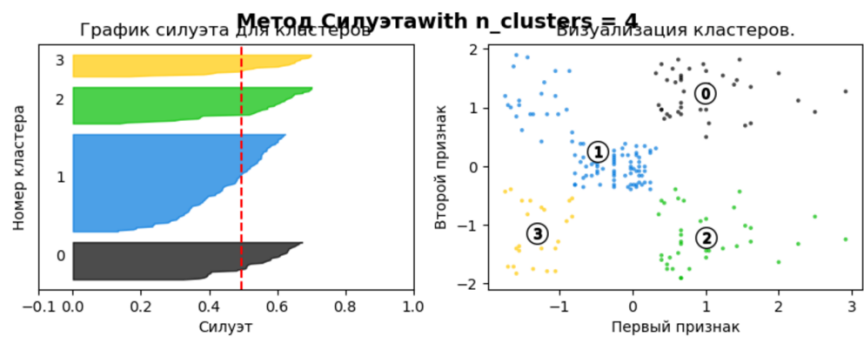 Метод Силуэтаwith n_clusters = 4
График силуэта для кластеров
Визуализация кластеров.
Номер кластера
3
2
1
0
−0.1 0.0 0.2 0.4 0.6 0.8 1.0
Силуэт
Второй признак
2
1
0
−1
−2
0
1
3
2
−1 0 1 2 3
Первый признак